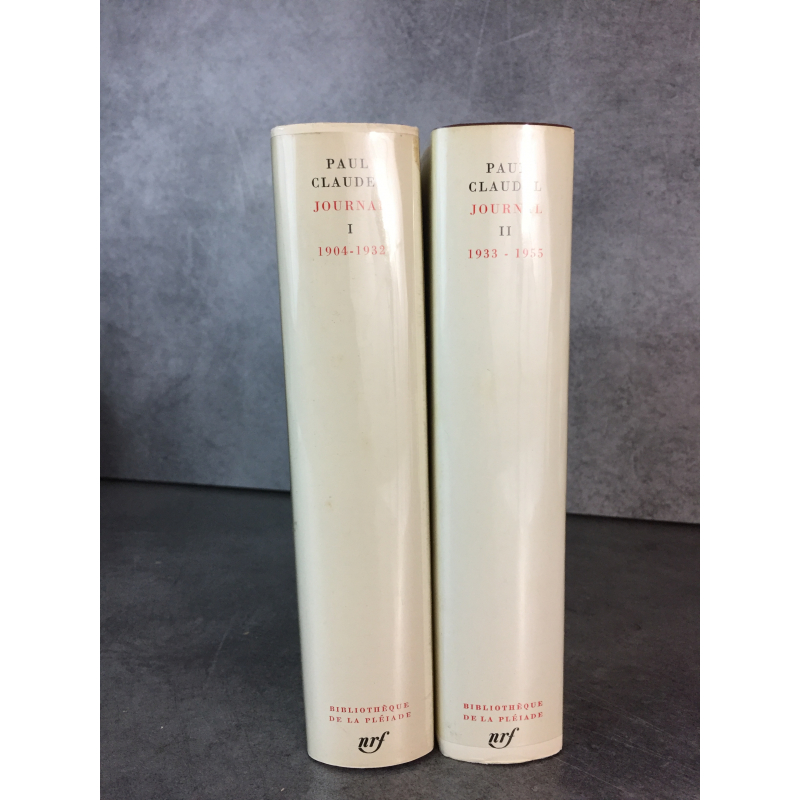 PAUL
CLAUDEL
JOURNAL
I
1904-1932
BIBLIOTHÈQUE
DE LA PLÉIADE
nrf
PAUL
CLAUDEL
JOURNAL
II
1933 - 1955
BIBLIOTHÈQUE
DE LA PLÉIADE
nrf